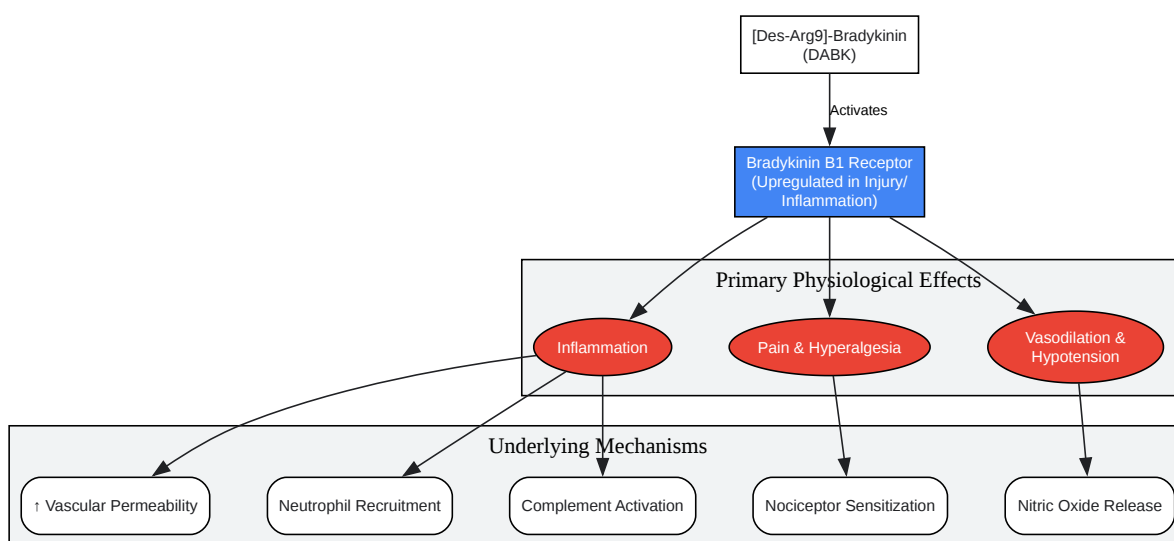 [Des-Arg9]-Bradykinin
(DABK)
Activates
Bradykinin B1 Receptor
(Upregulated in Injury/
Inflammation)
Primary Physiological Effects
Inflammation
Pain & Hyperalgesia
Vasodilation &
Hypotension
Underlying Mechanisms
↑ Vascular Permeability
Neutrophil Recruitment
Complement Activation
Nociceptor Sensitization
Nitric Oxide Release